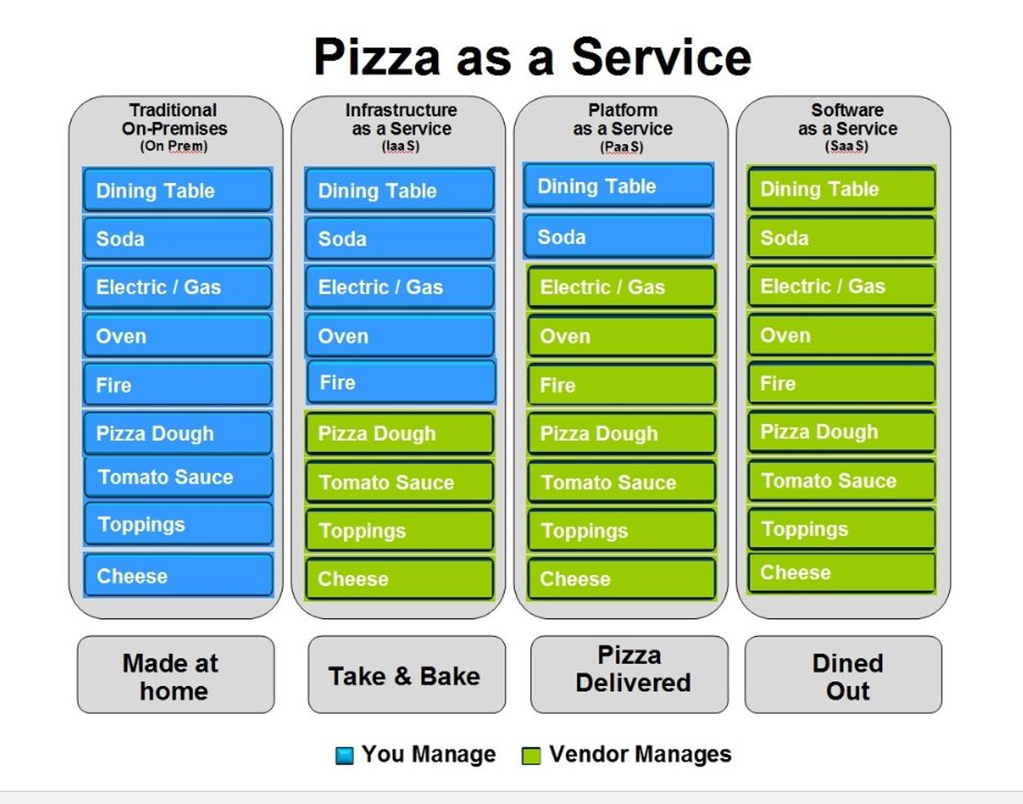 Pizza as a Service
Traditional
On-Premises
(On Prem)
Dining Table
Soda
Electric / Gas
Oven
Fire
Pizza Dough
Tomato Sauce
Toppings
Cheese
Made at
home
Infrastructure
as a Service
(IaaS)
Dining Table
Soda
Electric / Gas
Oven
Fire
Pizza Dough
Tomato Sauce
Toppings
Cheese
Take & Bake
Platform
as a Service
(PaaS)
Dining Table
Soda
Electric / Gas
Oven
Fire
Pizza Dough
Tomato Sauce
Toppings
Cheese
Pizza
Delivered
Software
as a Service
(SaaS)
Dining Table
Soda
Electric / Gas
Oven
Fire
Pizza Dough
Tomato Sauce
Toppings
Cheese
Dined
Out
You Manage
Vendor Manages